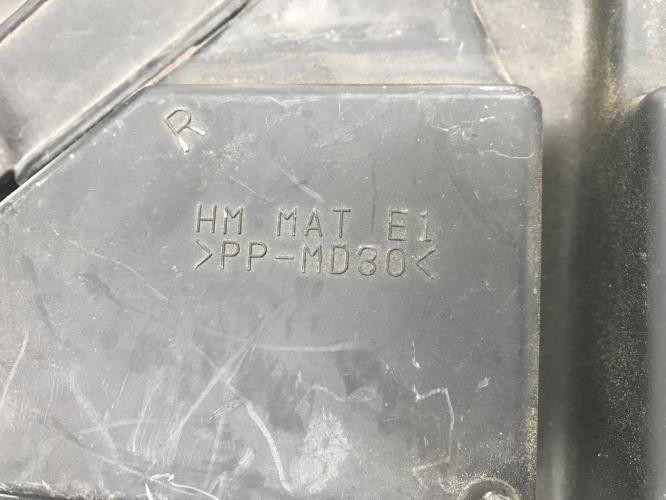 R
HM MAT E1
>PP-MD30<